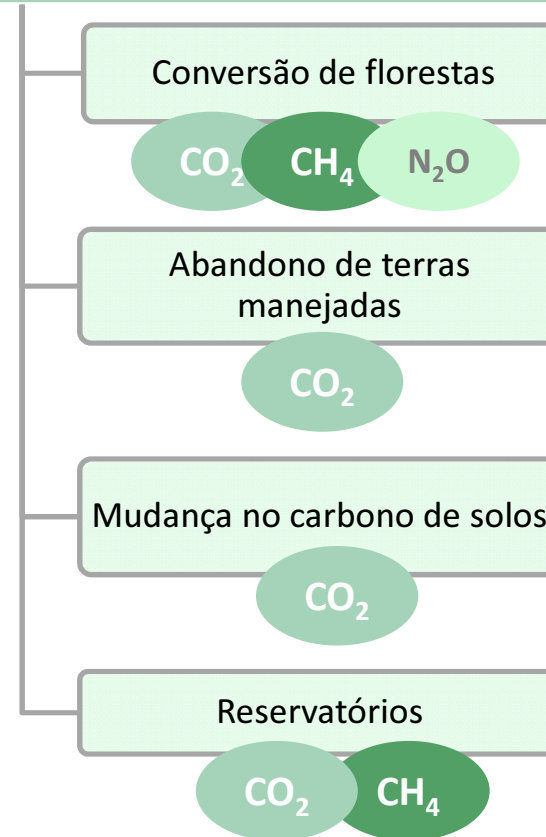 Conversão de florestas
CO₂ CH₄ N₂O
Abandono de terras
manejadas
CO₂
Mudança no carbono de solos
CO₂
Reservatórios
CO₂ CH₄